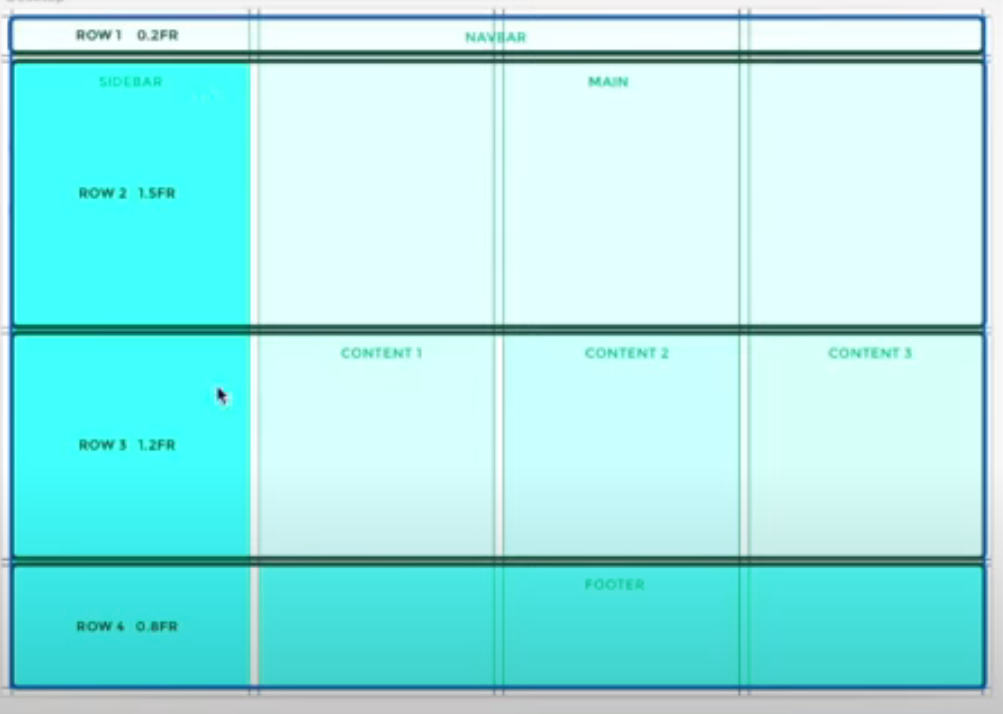 ROW 1 0.2FR
NAVBAR
SIDEBAR
MAIN
ROW 2 1.5FR
CONTENT 1
CONTENT 2
CONTENT 3
ROW 3 1.2FR
FOOTER
ROW 4 0.8FR